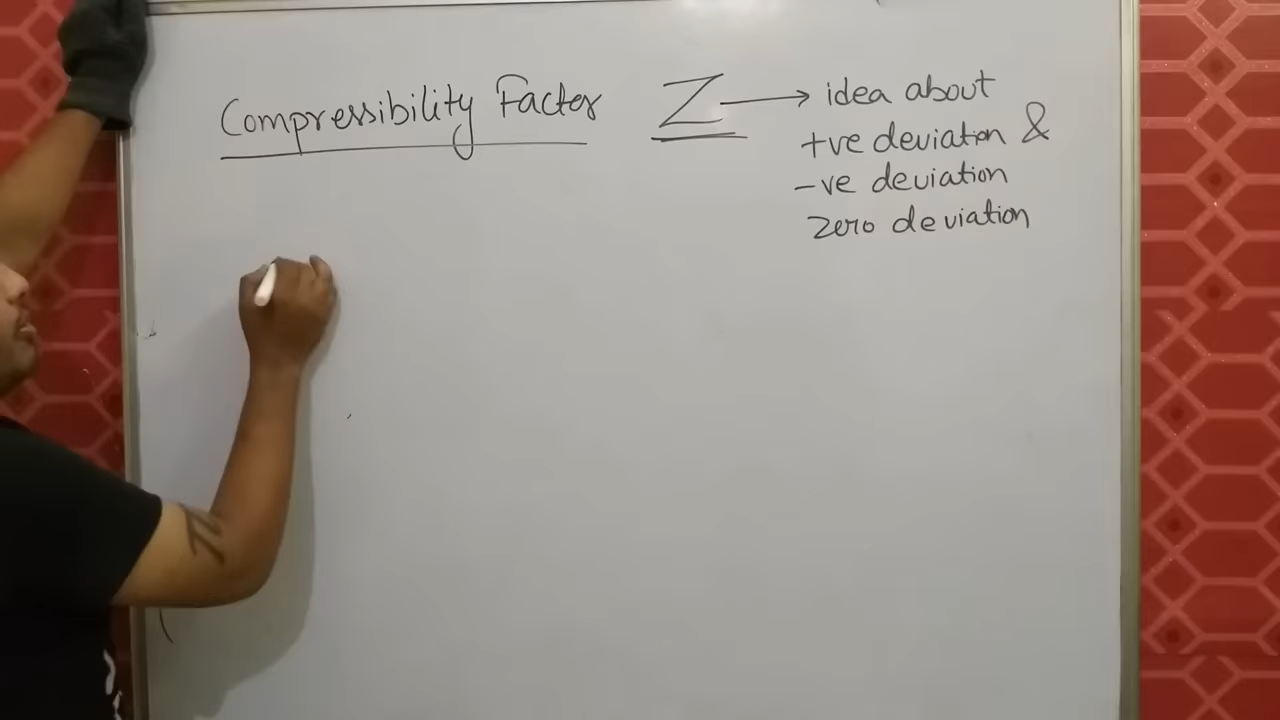 Compressibility Factor Z → idea about
+ve deviation &
-ve deviation
zero deviation